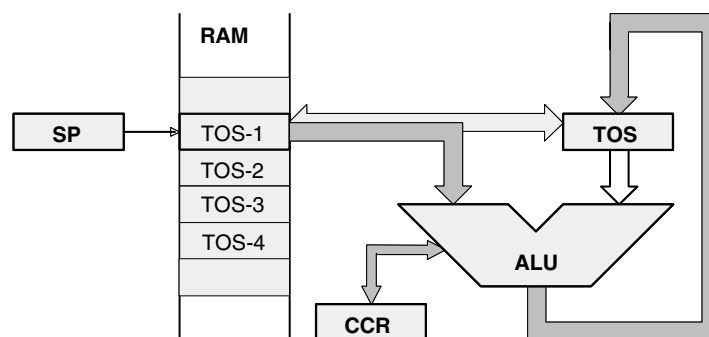 RAM
SP
TOS-1
TOS
TOS-2
TOS-3
TOS-4
ALU
CCR